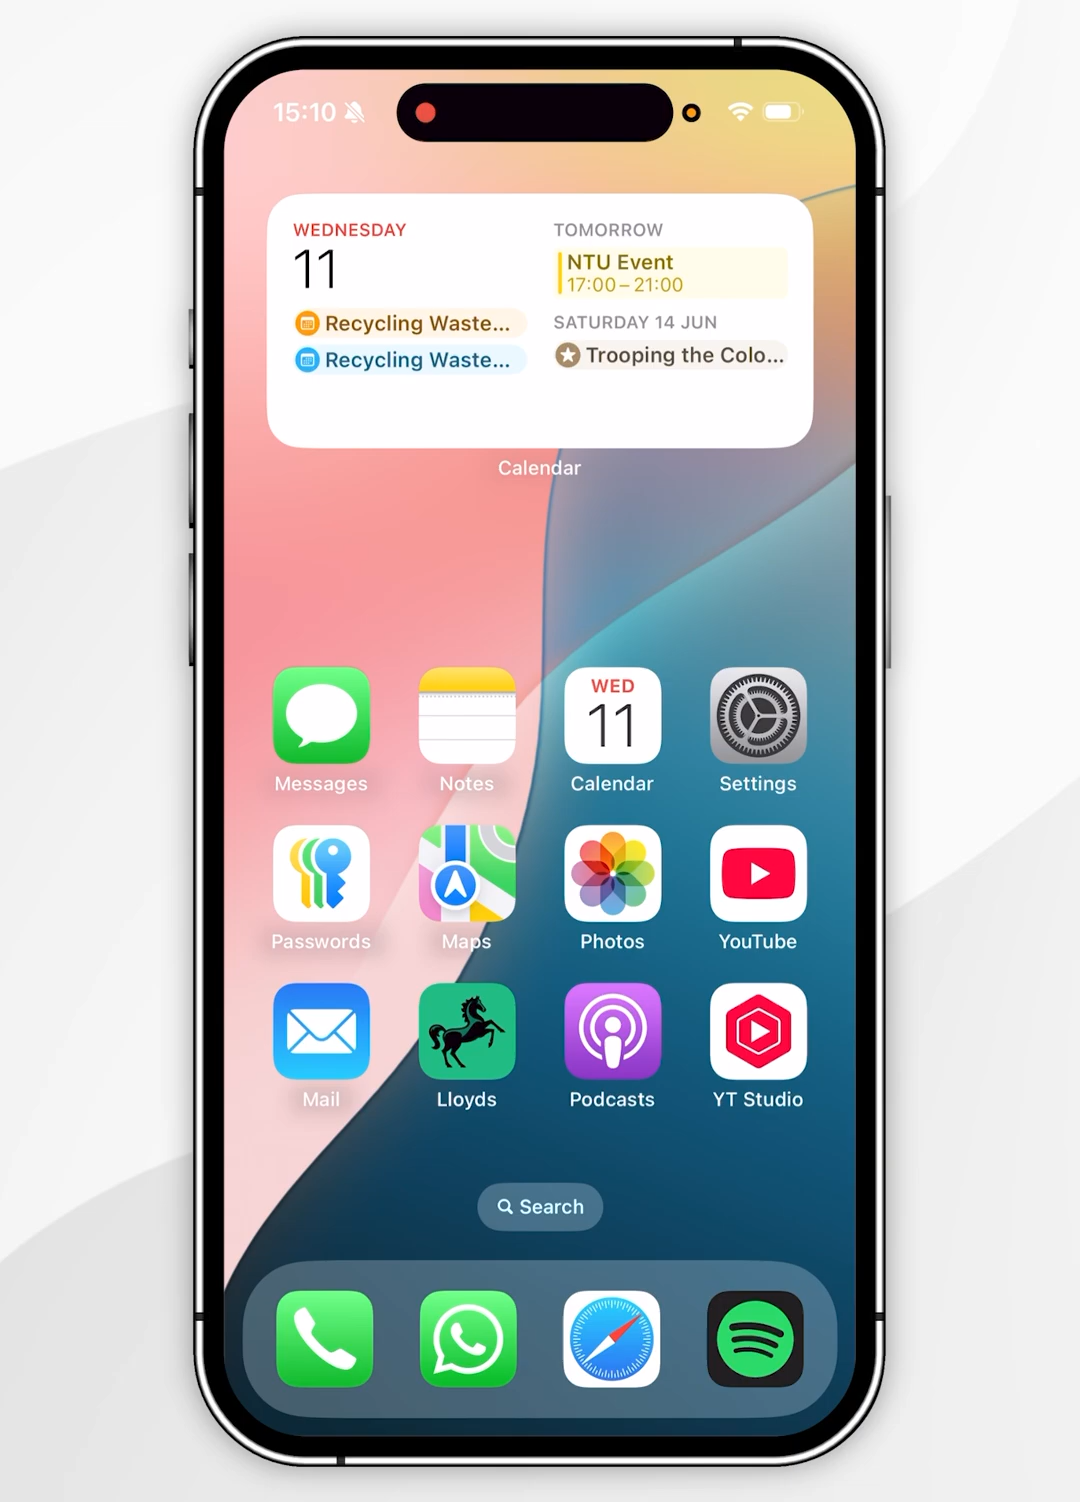 15:10
WEDNESDAY
11
Recycling Waste...
Recycling Waste...
TOMORROW
NTU Event
17:00 – 21:00
SATURDAY 14 JUN
Trooping the Colo...
Calendar
WED
11
Messages Notes Calendar Settings
Passwords Maps Photos YouTube
Mail Lloyds Podcasts YT Studio
Search